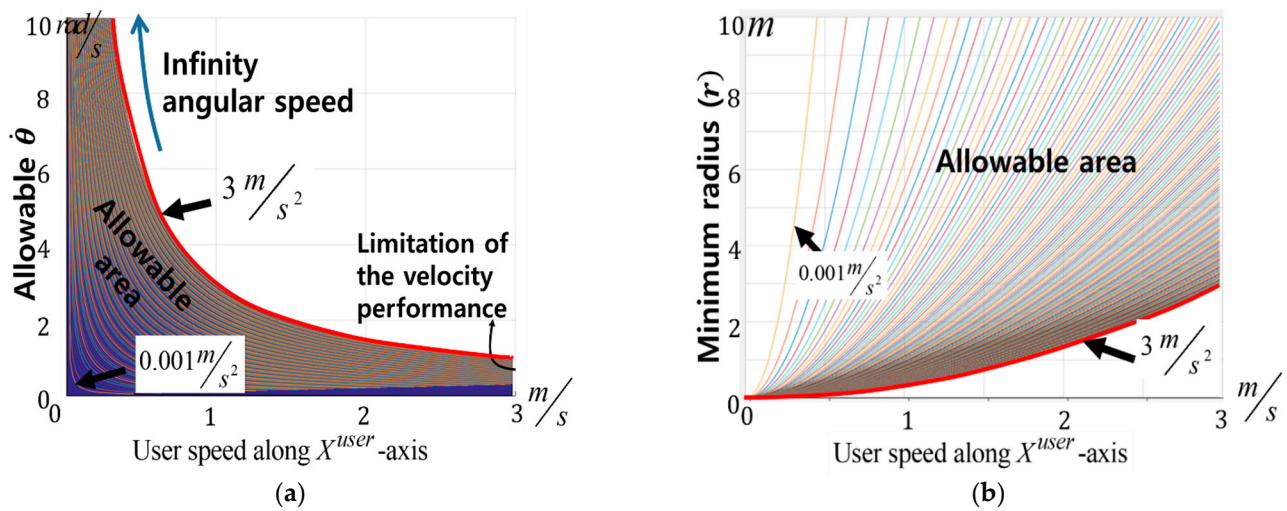 10 rad/s
8
6
4
2
0
Allowable θ̇
Infinity
angular speed
3 m/s²
Allowable
area
0.001 m/s²
Limitation of
the velocity
performance
0 1 2 3 m/s
User speed along X^user -axis
(a)
10 m
8
6
4
2
0
Minimum radius (r)
Allowable area
0.001 m/s²
3 m/s²
0 1 2 3 m/s
User speed along X^user -axis
(b)